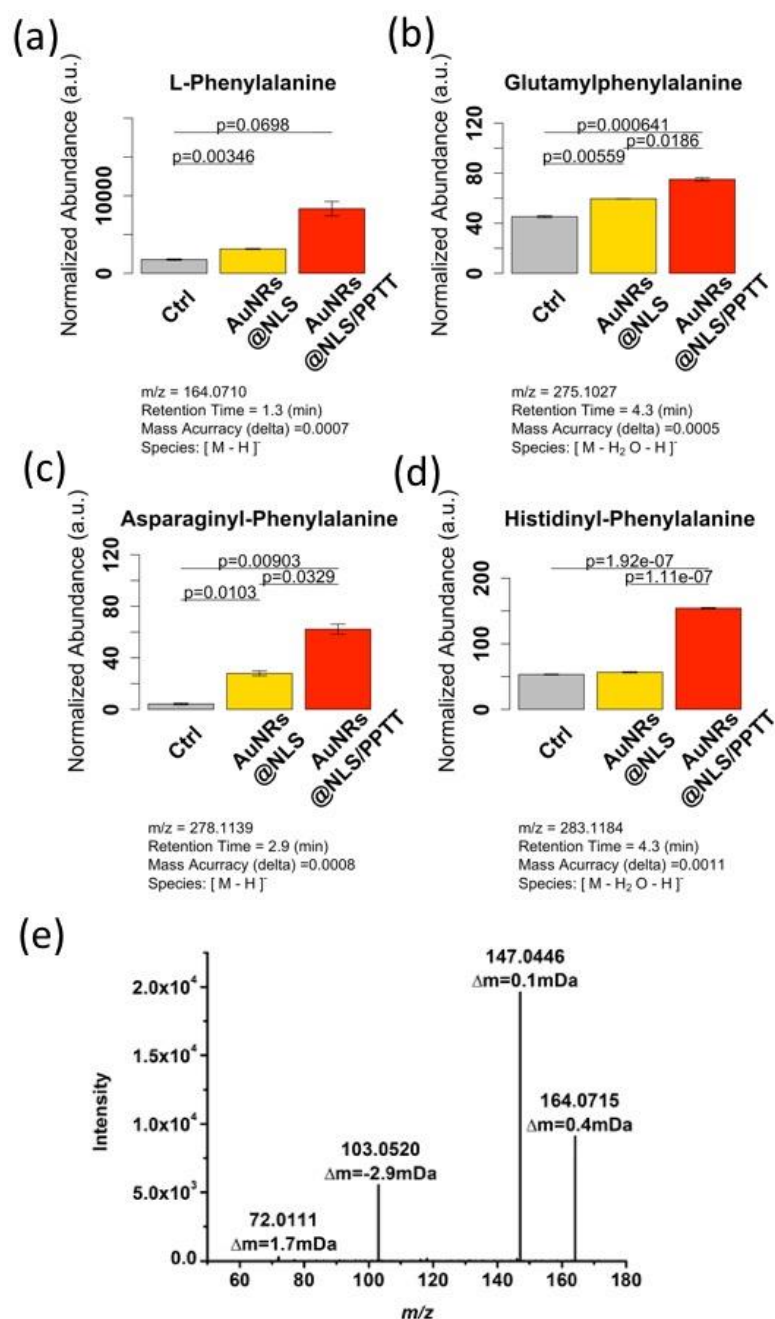 (a)
L-Phenylalanine
Normalized Abundance (a.u.)
10000
0
p=0.0698
p=0.00346
Ctrl
AuNRs
@NLS
AuNRs
@NLS/PPTT
m/z = 164.0710
Retention Time = 1.3 (min)
Mass Acurracy (delta) =0.0007
Species: [ M - H ]⁻
(b)
Glutamylphenylalanine
Normalized Abundance (a.u.)
120
80
40
0
p=0.000641
p=0.0186
p=0.00559
Ctrl
AuNRs
@NLS
AuNRs
@NLS/PPTT
m/z = 275.1027
Retention Time = 4.3 (min)
Mass Acurracy (delta) =0.0005
Species: [ M - H₂ O - H ]⁻
(c)
Asparaginyl-Phenylalanine
Normalized Abundance (a.u.)
120
80
40
0
p=0.00903
p=0.0329
p=0.0103
Ctrl
AuNRs
@NLS
AuNRs
@NLS/PPTT
m/z = 278.1139
Retention Time = 2.9 (min)
Mass Acurracy (delta) =0.0008
Species: [ M - H ]⁻
(d)
Histidinyl-Phenylalanine
Normalized Abundance (a.u.)
200
100
0
p=1.92e-07
p=1.11e-07
Ctrl
AuNRs
@NLS
AuNRs
@NLS/PPTT
m/z = 283.1184
Retention Time = 4.3 (min)
Mass Acurracy (delta) =0.0011
Species: [ M - H₂ O - H ]⁻
(e)
Intensity
2.0x10⁴
1.5x10⁴
1.0x10⁴
5.0x10³
0.0
147.0446
Δm=0.1mDa
164.0715
Δm=0.4mDa
103.0520
Δm=-2.9mDa
72.0111
Δm=1.7mDa
60 80 100 120 140 160 180
m/z